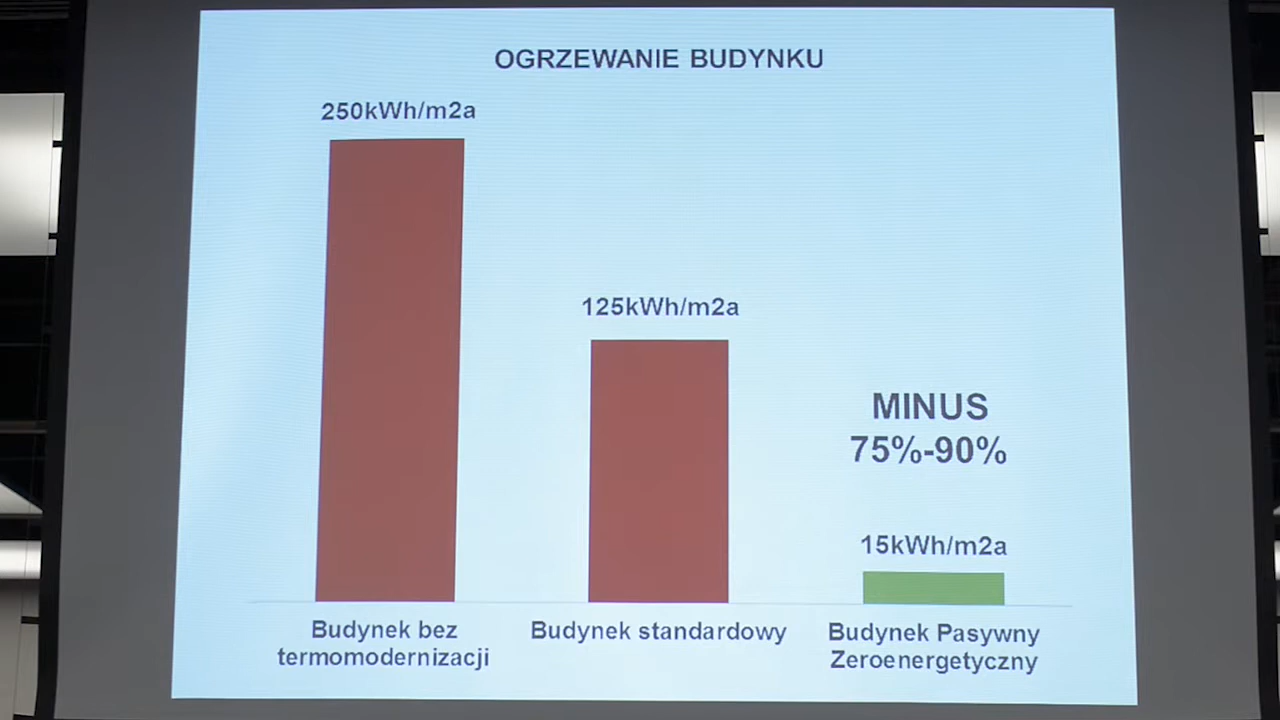 OGRZEWANIE BUDYNKU
250kWh/m2a
125kWh/m2a
MINUS
75%-90%
15kWh/m2a
Budynek bez
termomodernizacji
Budynek standardowy
Budynek Pasywny
Zeroenergetyczny